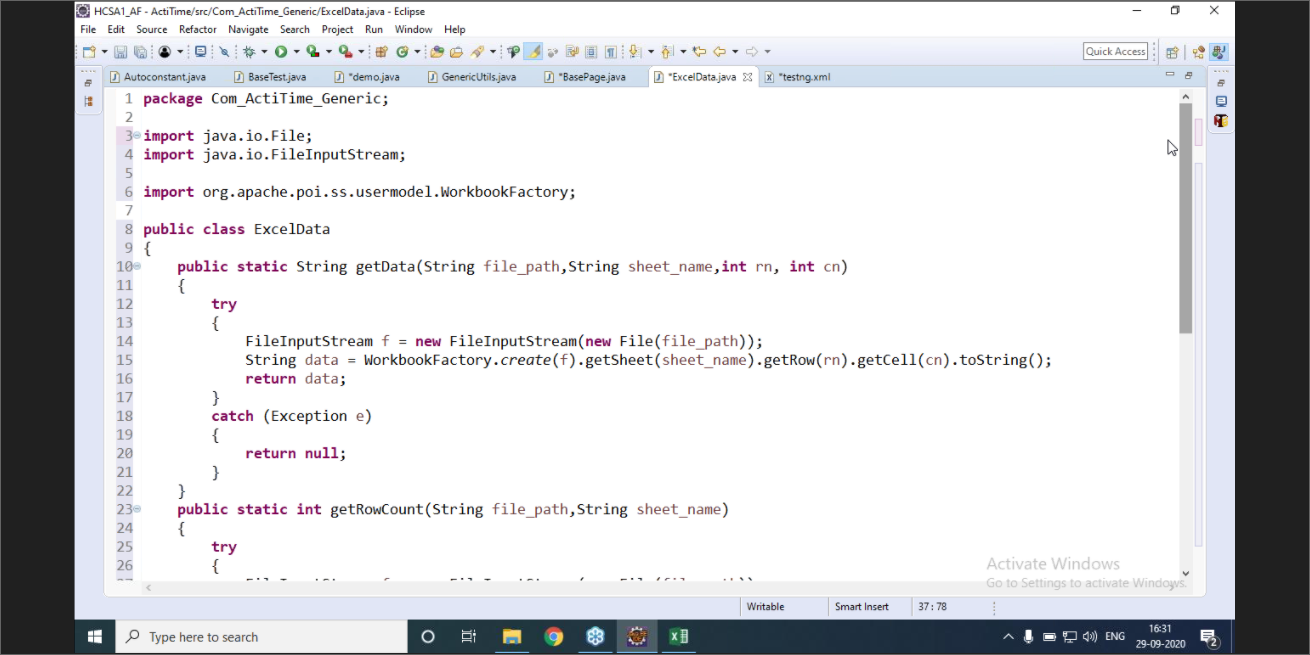 HCSA1_AF - ActiTime/src/Com_ActiTime_Generic/ExcelData.java - Eclipse
File Edit Source Refactor Navigate Search Project Run Window Help
Quick Access
Autoconstant.java BaseTest.java *demo.java GenericUtils.java *BasePage.java *ExcelData.java *testng.xml
1 package Com_ActiTime_Generic;
2
3 import java.io.File;
4 import java.io.FileInputStream;
5
6 import org.apache.poi.ss.usermodel.WorkbookFactory;
7
8 public class ExcelData
9 {
10 public static String getData(String file_path,String sheet_name,int rn, int cn)
11 {
12 try
13 {
14 FileInputStream f = new FileInputStream(new File(file_path));
15 String data = WorkbookFactory.create(f).getSheet(sheet_name).getRow(rn).getCell(cn).toString();
16 return data;
17 }
18 catch (Exception e)
19 {
20 return null;
21 }
22 }
23 public static int getRowCount(String file_path,String sheet_name)
24 {
25 try
26 {
Activate Windows
Go to Settings to activate Windows.
Writable Smart Insert 37 : 78
Type here to search
ENG
16:31
29-09-2020
2